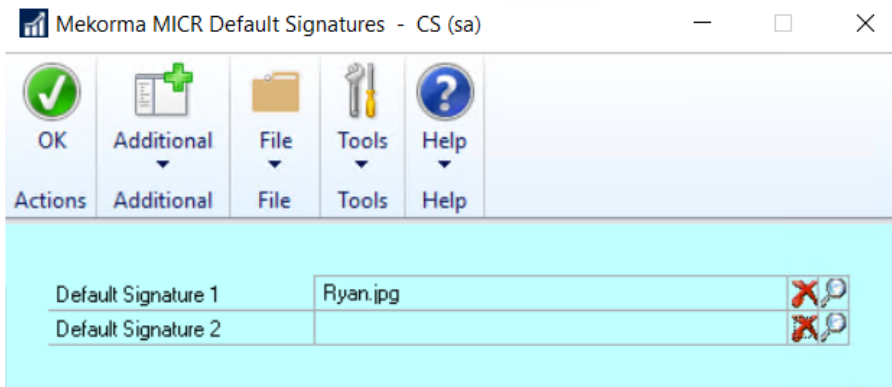 Mekorma MICR Default Signatures - CS (sa)
OK Additional File Tools Help
Actions Additional File Tools Help
Default Signature 1 Ryan.jpg
Default Signature 2